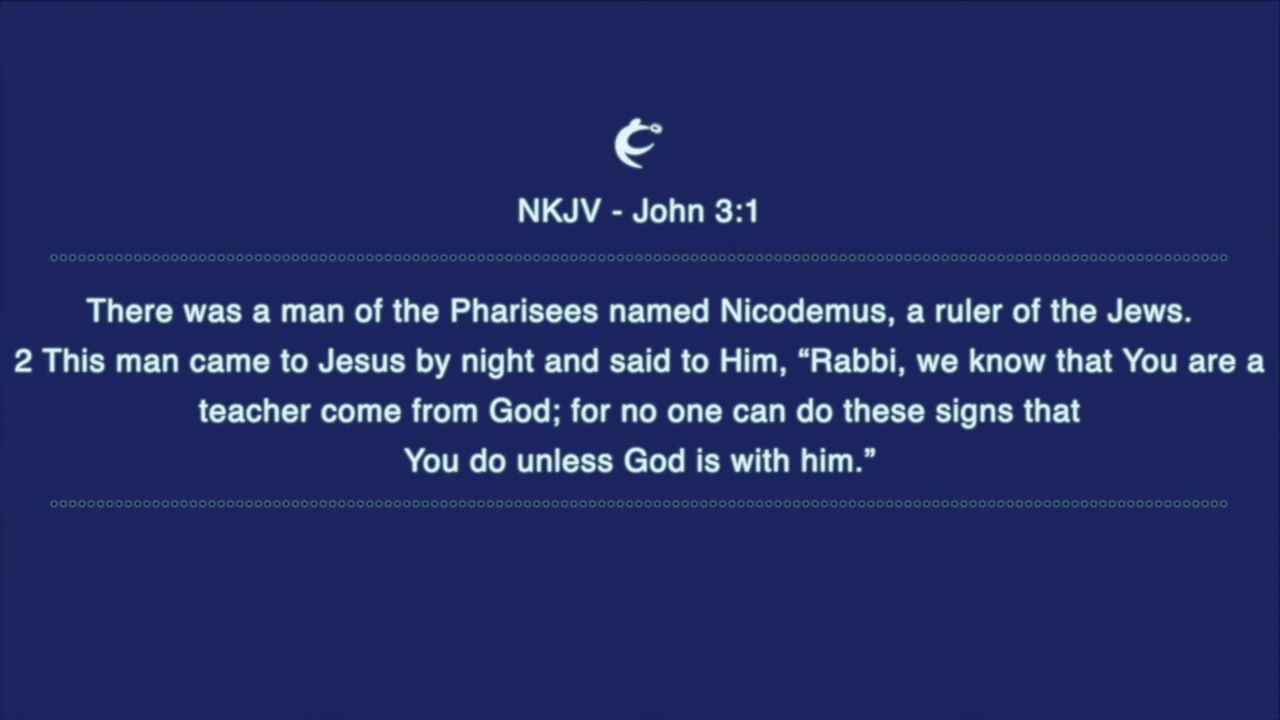 NKJV - John 3:1
There was a man of the Pharisees named Nicodemus, a ruler of the Jews.
2 This man came to Jesus by night and said to Him, “Rabbi, we know that You are a
teacher come from God; for no one can do these signs that
You do unless God is with him.”